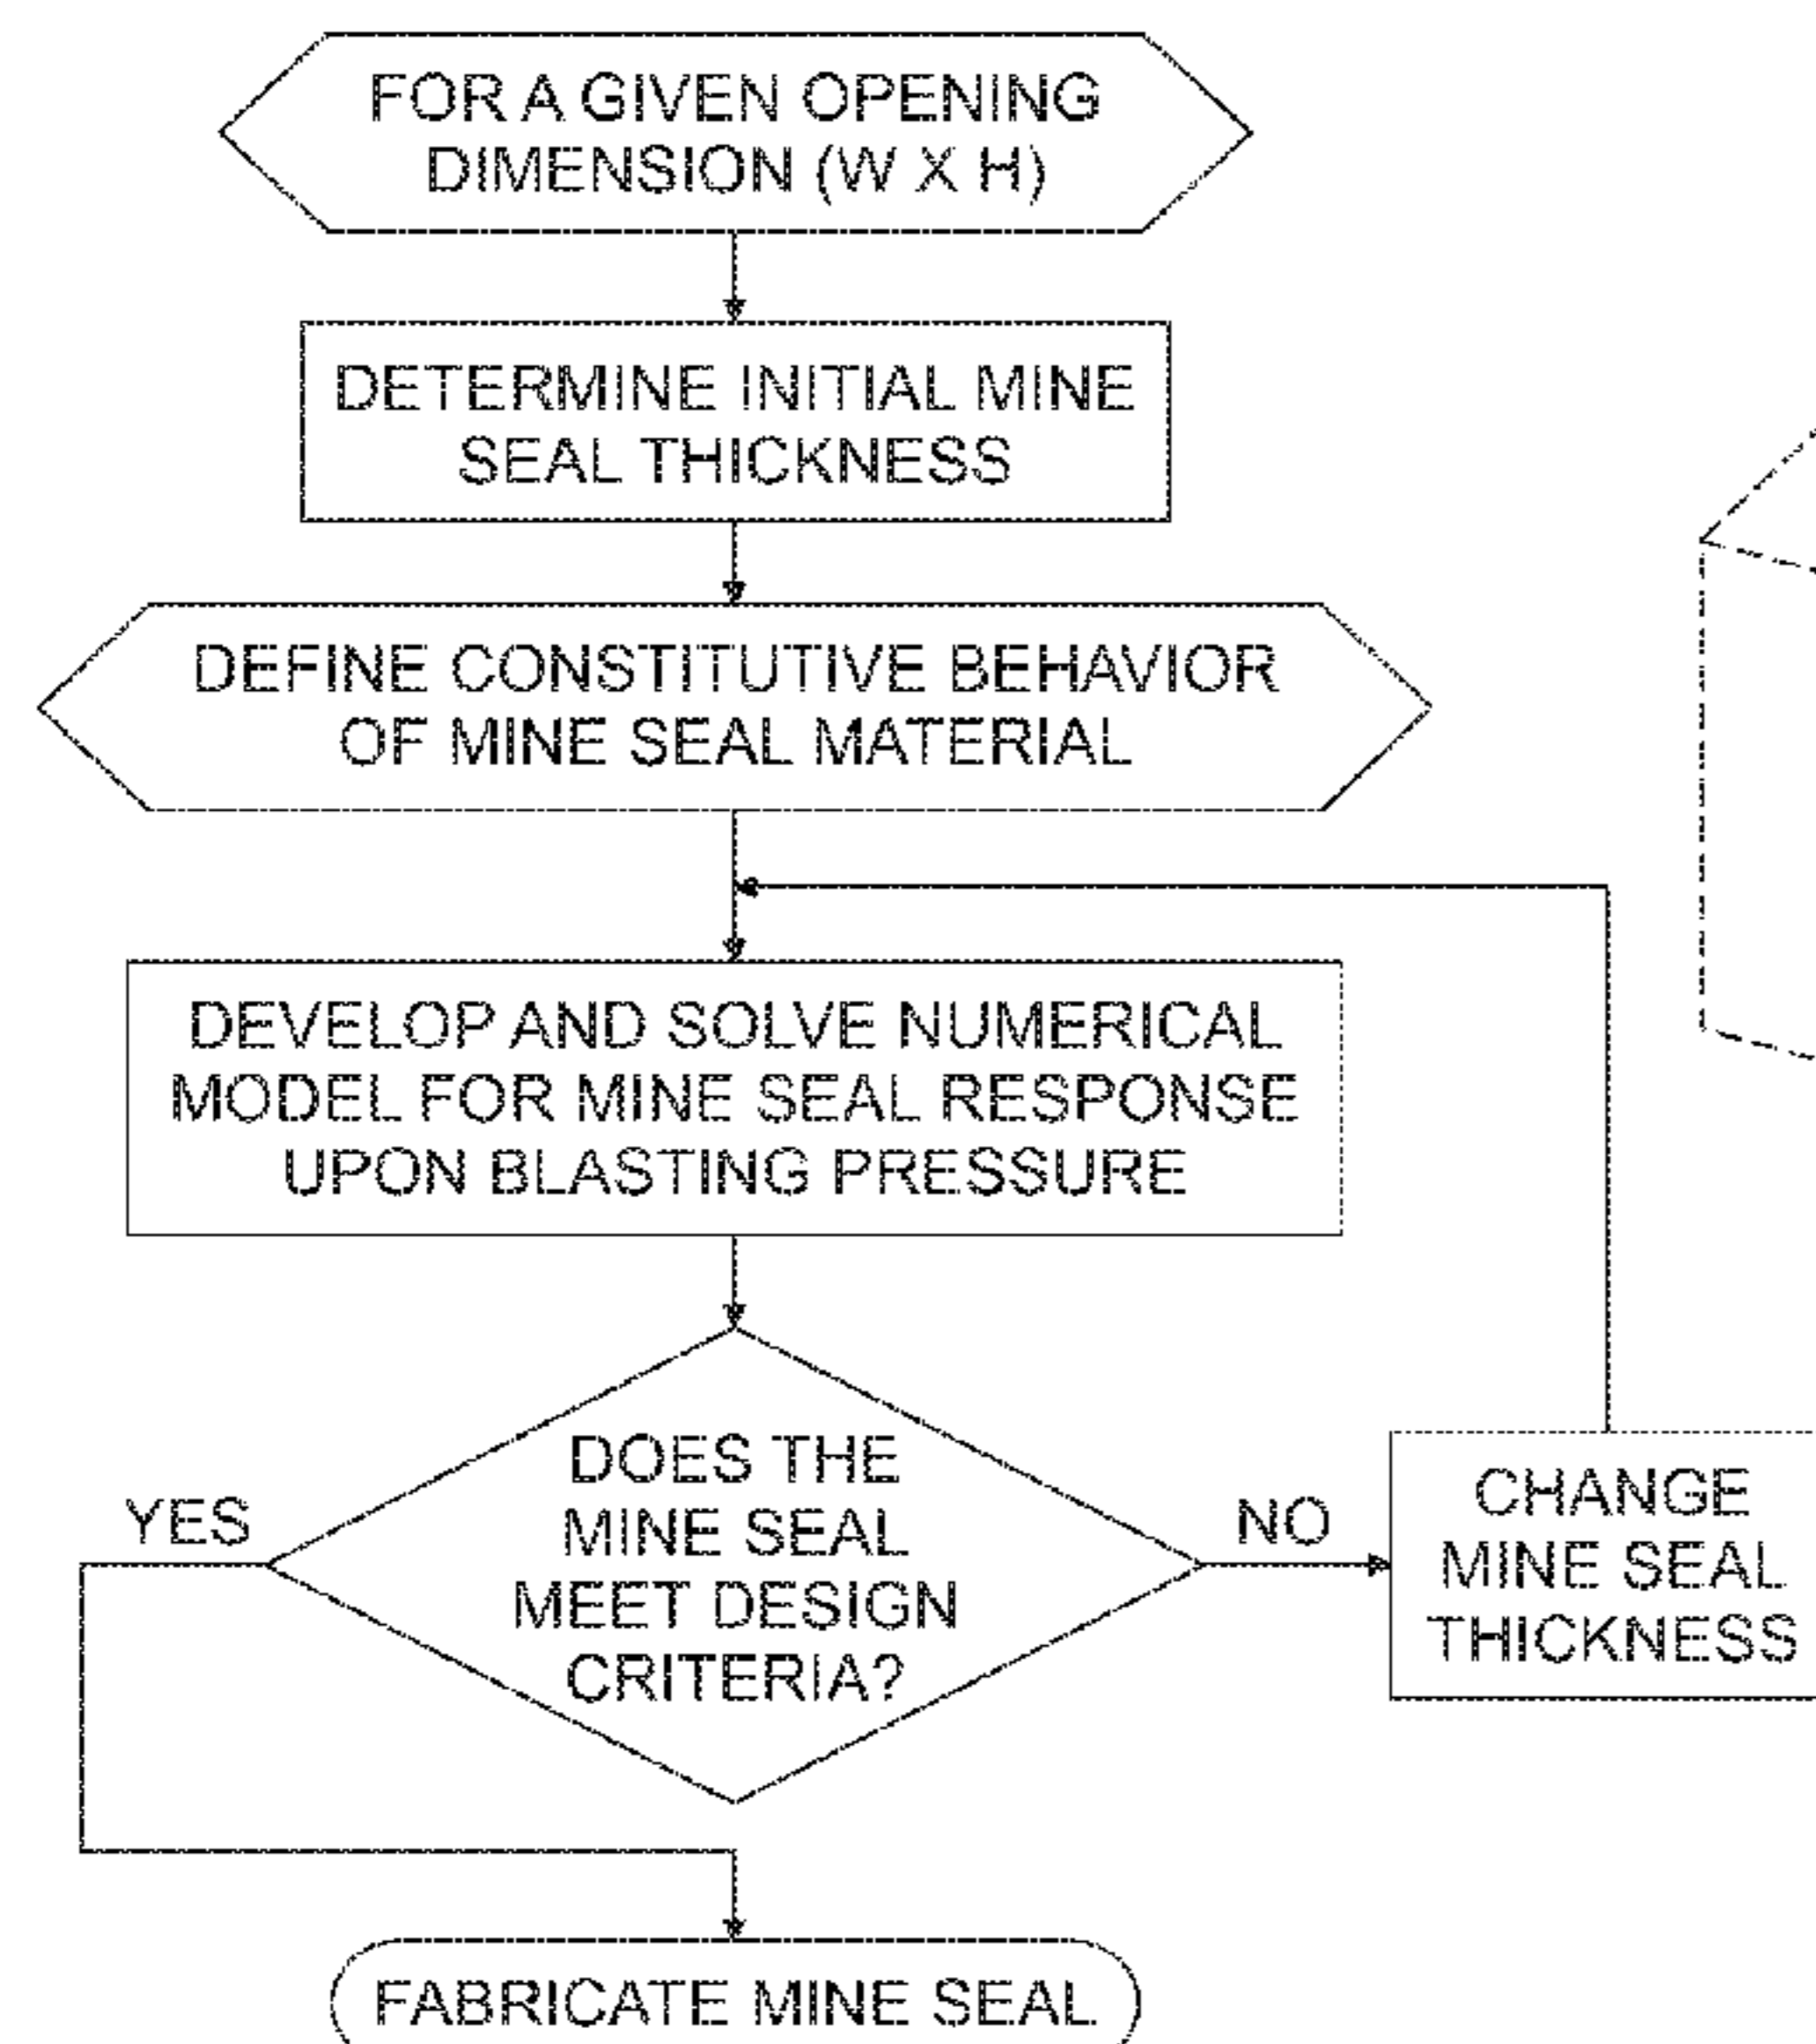 FOR A GIVEN OPENING
DIMENSION (W X H)
DETERMINE INITIAL MINE
SEAL THICKNESS
DEFINE CONSTITUTIVE BEHAVIOR
OF MINE SEAL MATERIAL
DEVELOP AND SOLVE NUMERICAL
MODEL FOR MINE SEAL RESPONSE
UPON BLASTING PRESSURE
DOES THE
MINE SEAL
MEET DESIGN
CRITERIA?
YES
NO
CHANGE
MINE SEAL
THICKNESS
FABRICATE MINE SEAL